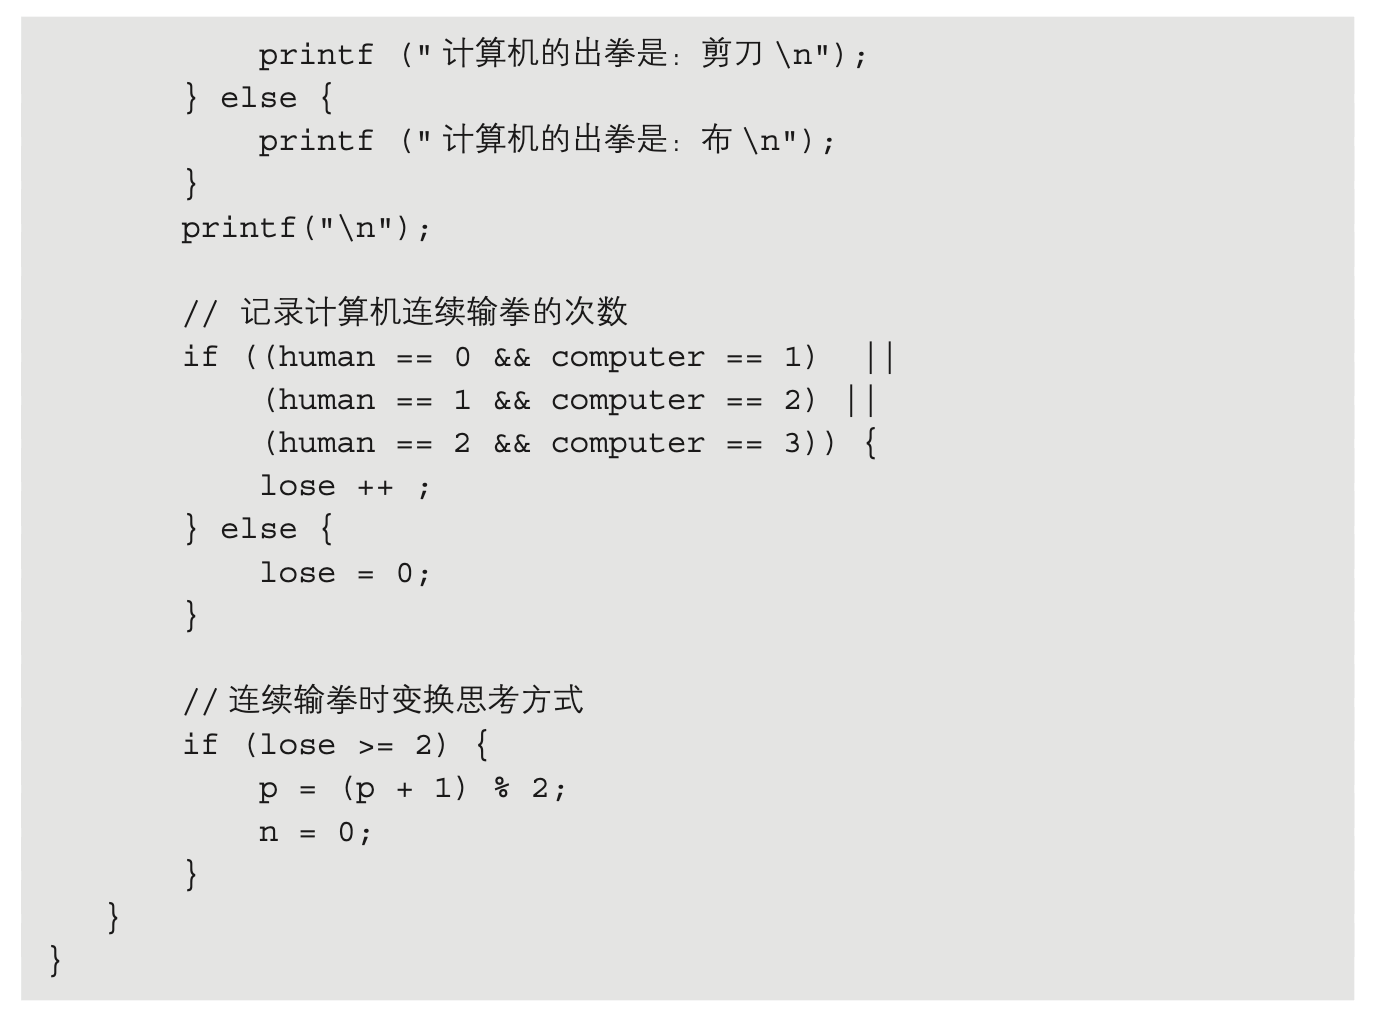 printf (" 计算机的出拳是：剪刀 \n");
} else {
printf (" 计算机的出拳是：布 \n");
}
printf("\n");
// 记录计算机连续输拳的次数
if ((human == 0 && computer == 1)  ||
(human == 1 && computer == 2) ||
(human == 2 && computer == 3)) {
lose ++ ;
} else {
lose = 0;
}
// 连续输拳时变换思考方式
if (lose >= 2) {
p = (p + 1) % 2;
n = 0;
}
}
}